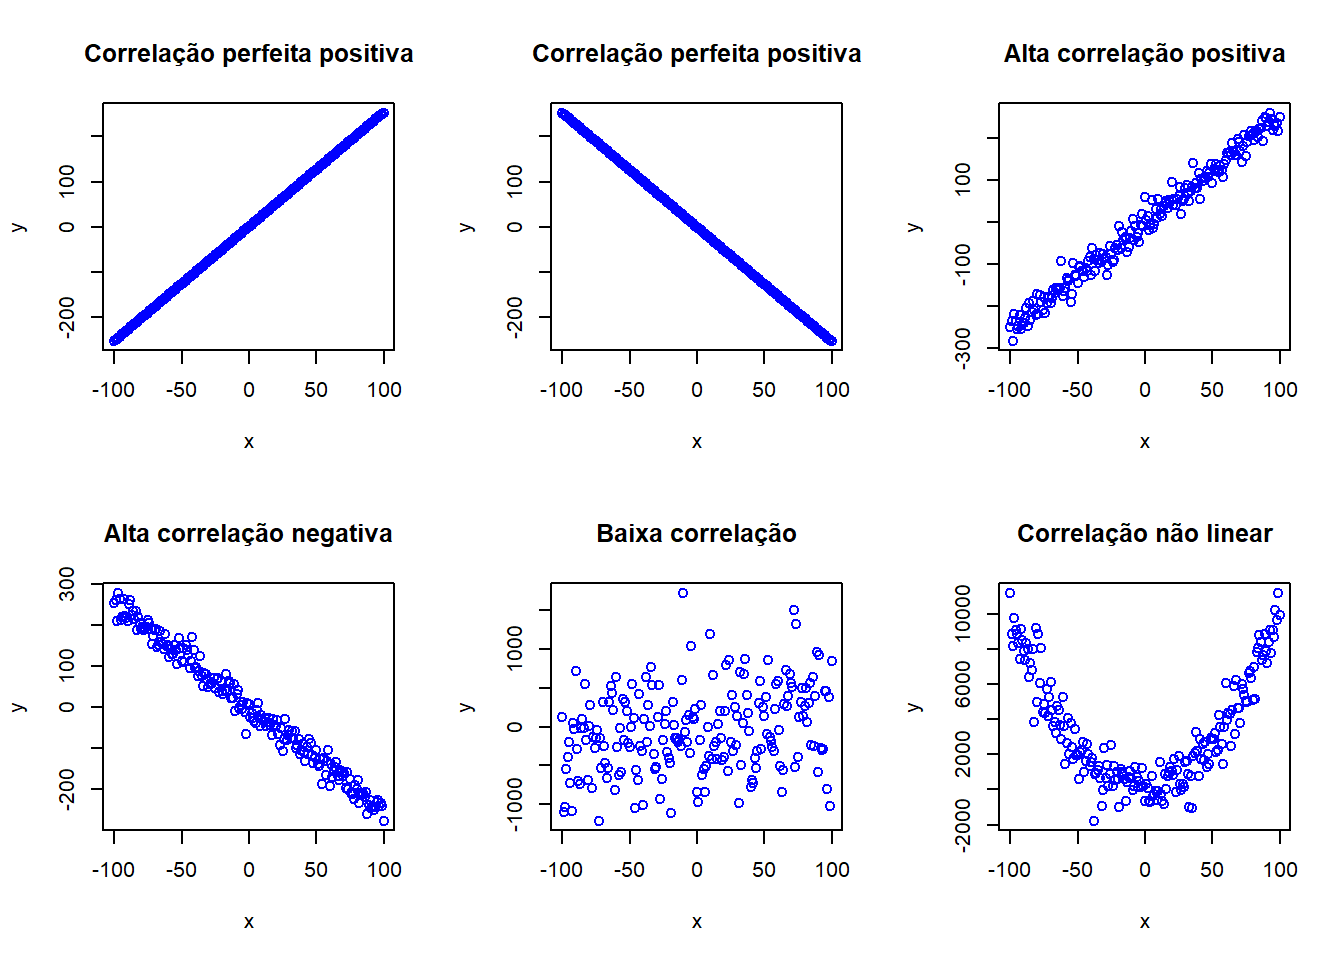 Correlação perfeita positiva
y
100
0
-200
-100 -50 0 50 100
x
Correlação perfeita positiva
y
100
0
-200
-100 -50 0 50 100
x
Alta correlação positiva
y
100
-100
-300
-100 -50 0 50 100
x
Alta correlação negativa
y
300
100
0
-200
-100 -50 0 50 100
x
Baixa correlação
y
1000
0
-1000
-100 -50 0 50 100
x
Correlação não linear
y
10000
6000
2000
-2000
-100 -50 0 50 100
x